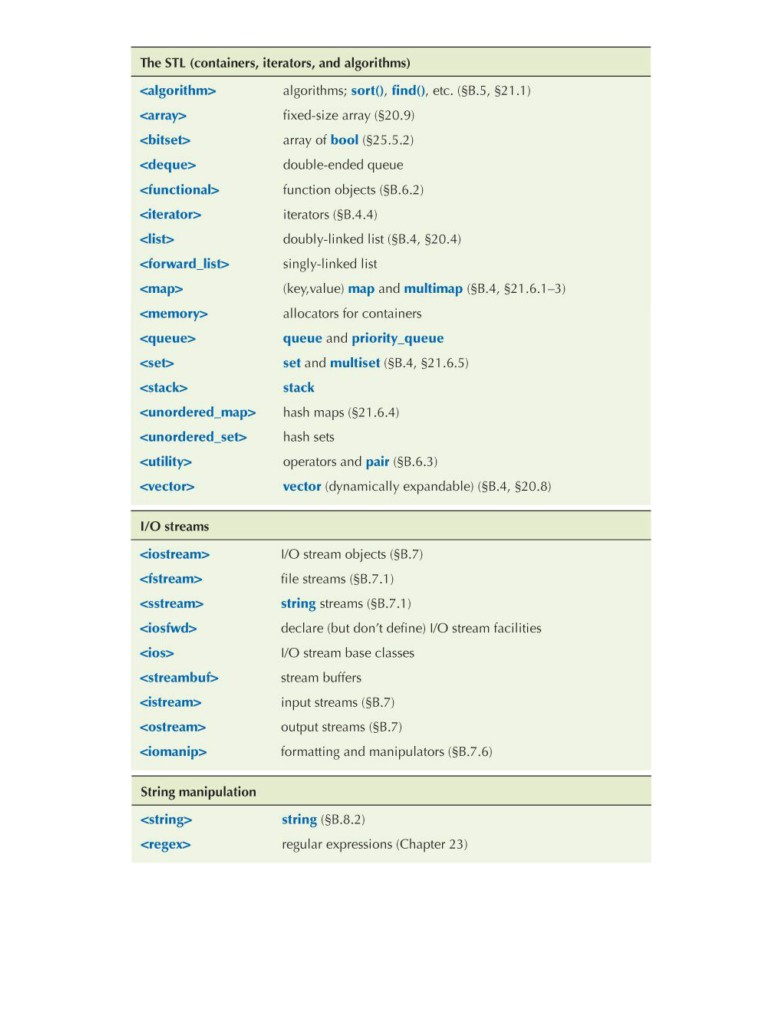 The STL (containers, iterators, and algorithms)
<algorithm> algorithms; sort(), find(), etc. (§B.5, §21.1)
<array> fixed-size array (§20.9)
<bitset> array of bool (§25.5.2)
<deque> double-ended queue
<functional> function objects (§B.6.2)
<iterator> iterators (§B.4.4)
<list> doubly-linked list (§B.4, §20.4)
<forward_list> singly-linked list
<map> (key,value) map and multimap (§B.4, §21.6.1–3)
<memory> allocators for containers
<queue> queue and priority_queue
<set> set and multiset (§B.4, §21.6.5)
<stack> stack
<unordered_map> hash maps (§21.6.4)
<unordered_set> hash sets
<utility> operators and pair (§B.6.3)
<vector> vector (dynamically expandable) (§B.4, §20.8)
I/O streams
<iostream> I/O stream objects (§B.7)
<fstream> file streams (§B.7.1)
<sstream> string streams (§B.7.1)
<iosfwd> declare (but don't define) I/O stream facilities
<ios> I/O stream base classes
<streambuf> stream buffers
<istream> input streams (§B.7)
<ostream> output streams (§B.7)
<iomanip> formatting and manipulators (§B.7.6)
String manipulation
<string> string (§B.8.2)
<regex> regular expressions (Chapter 23)